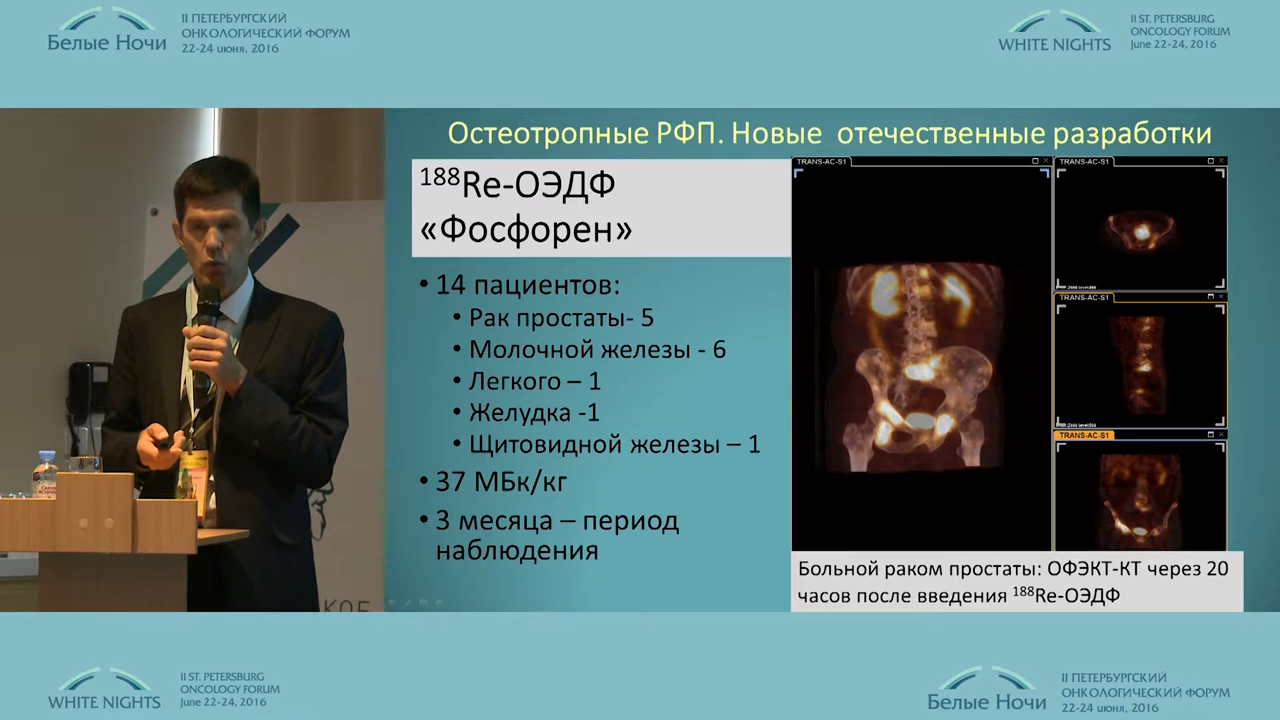 Белые Ночи
II ПЕТЕРБУРГСКИЙ
ОНКОЛОГИЧЕСКИЙ ФОРУМ
22-24 июня, 2016
WHITE NIGHTS
II ST. PETERSBURG
ONCOLOGY FORUM
June 22-24, 2016
Остеотропные РФП. Новые отечественные разработки
¹⁸⁸Re-ОЭДФ
«Фосфорен»
• 14 пациентов:
• Рак простаты- 5
• Молочной железы - 6
• Легкого – 1
• Желудка -1
• Щитовидной железы – 1
• 37 МБк/кг
• 3 месяца – период
наблюдения
TRANS-AC-S1
TRANS-AC-S1
TRANS-AC-S1
TRANS-AC-S1
Больной раком простаты: ОФЭКТ-КТ через 20
часов после введения ¹⁸⁸Re-ОЭДФ
WHITE NIGHTS
II ST. PETERSBURG
ONCOLOGY FORUM
June 22-24, 2016
Белые Ночи
II ПЕТЕРБУРГСКИЙ
ОНКОЛОГИЧЕСКИЙ ФОРУМ
22-24 июня, 2016